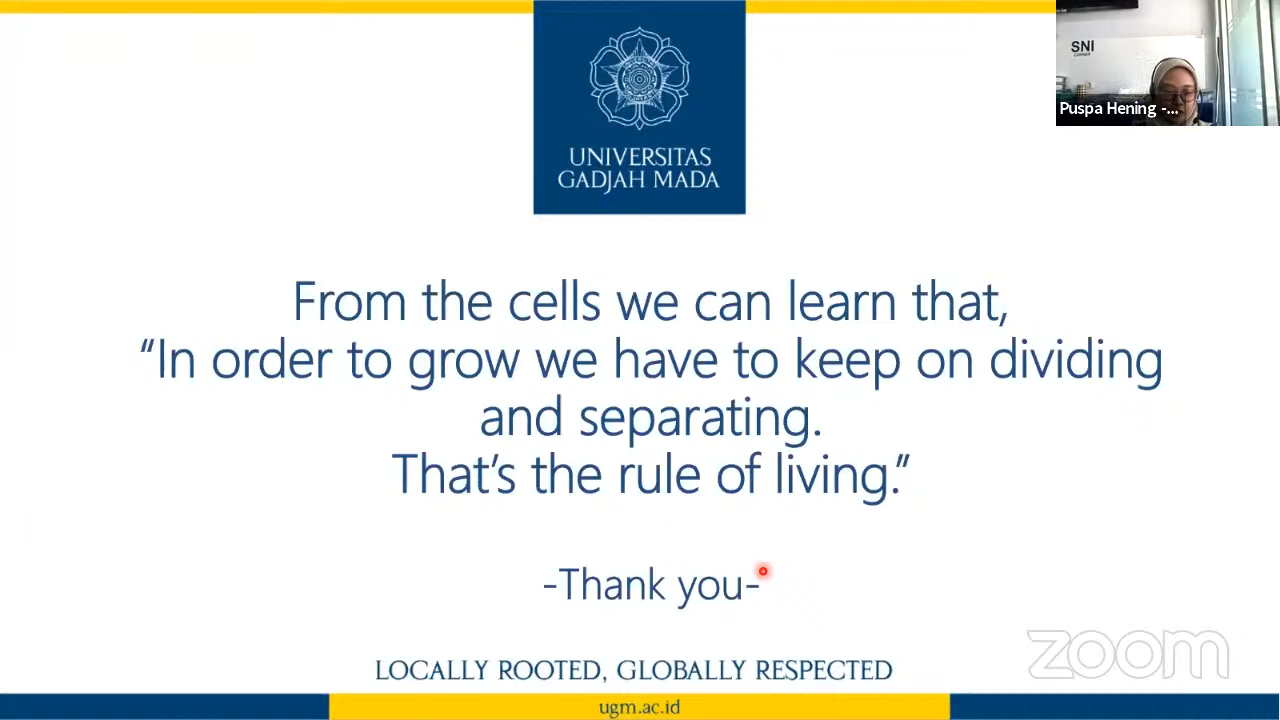 SNI
CORNER
Puspa Hening -...
UNIVERSITAS
GADJAH MADA
From the cells we can learn that,
“In order to grow we have to keep on dividing
and separating.
That’s the rule of living.”
-Thank you-
zoom
LOCALLY ROOTED, GLOBALLY RESPECTED
ugm.ac.id